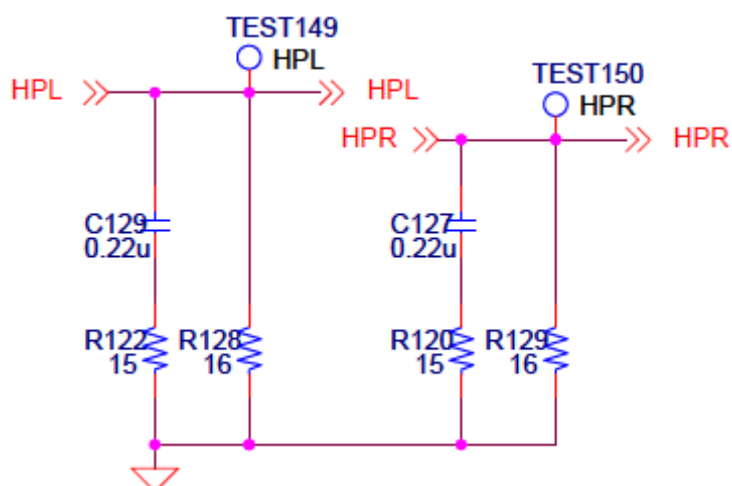 TEST149
HPL
HPL
HPL
TEST150
HPR
HPR
HPR
C129
0.22u
C127
0.22u
R122
15
R128
16
R120
15
R129
16